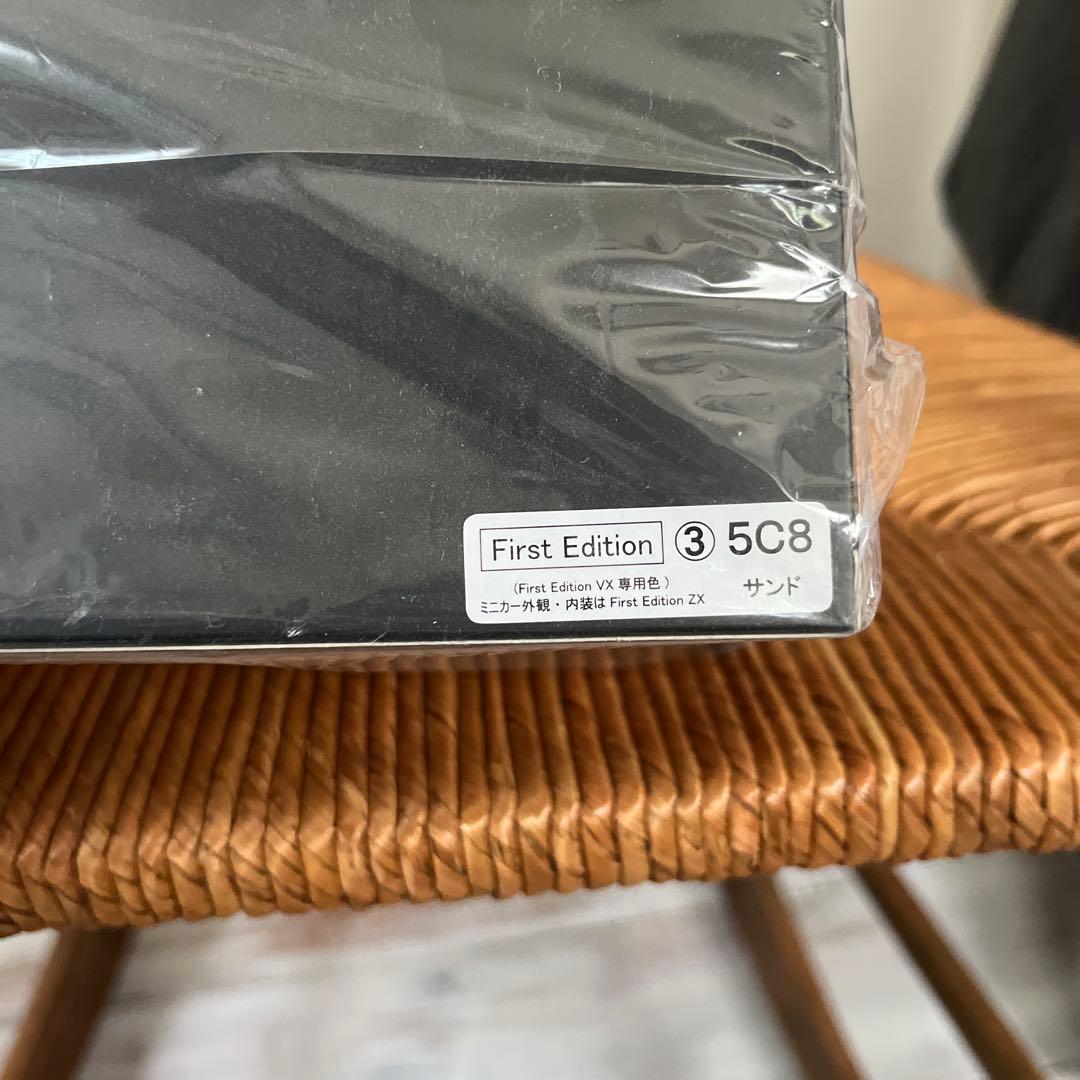 First Edition ③ 5C8
(First Edition VX 専用色) サンド
ミニカー外観・内装は First Edition ZX